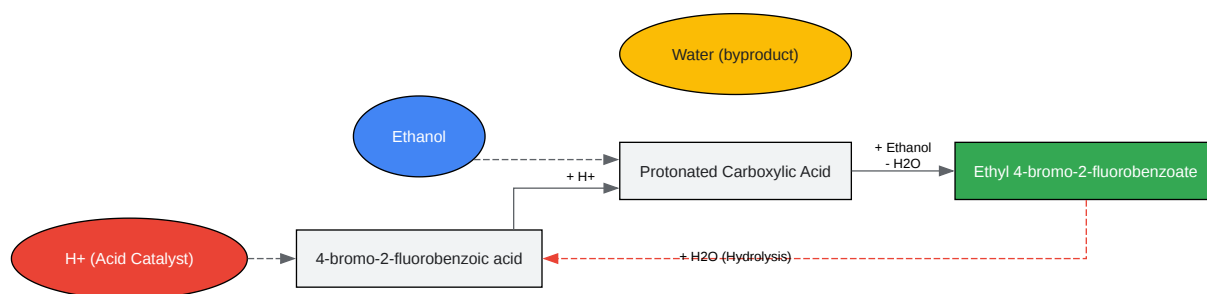 Water (byproduct)
Ethanol
+ Ethanol
- H2O
Protonated Carboxylic Acid
Ethyl 4-bromo-2-fluorobenzoate
+ H+
H+ (Acid Catalyst)
4-bromo-2-fluorobenzoic acid
+ H2O (Hydrolysis)